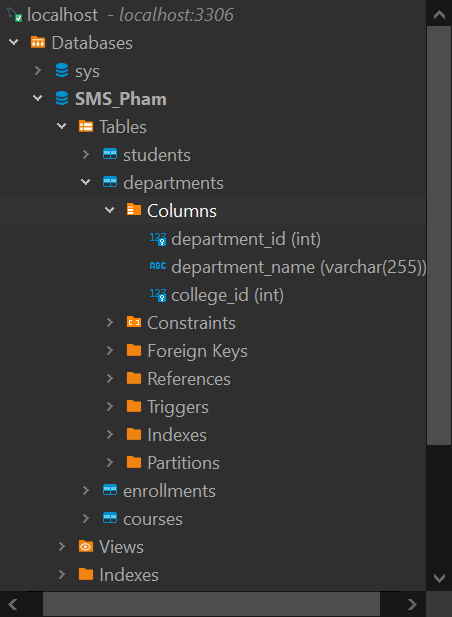 localhost - localhost:3306
Databases
sys
SMS_Pham
Tables
students
departments
Columns
123 department_id (int)
ABC department_name (varchar(255))
123 college_id (int)
Constraints
Foreign Keys
References
Triggers
Indexes
Partitions
enrollments
courses
Views
Indexes